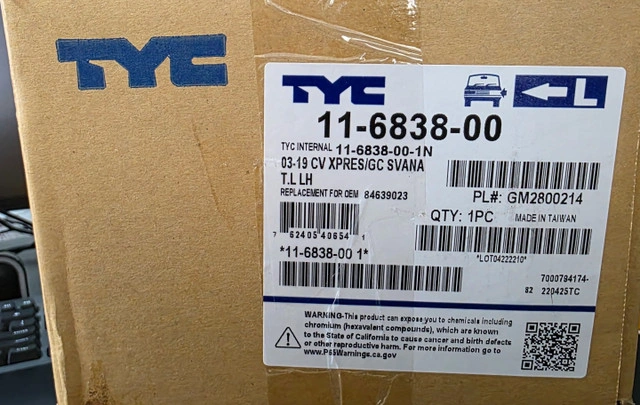 TYC
TYC
L
11-6838-00
TYC INTERNAL 11-6838-00-1N
03-19 CV XPRES/GC SVANA
T.L LH
REPLACEMENT FOR OEM 84639023
PL#: GM2800214
QTY: 1PC MADE IN TAIWAN
7 62405 40654 1
*LOT04222210*
*11-6838-00 1*
7000794174-
82 220425TC
WARNING-This product can expose you to chemicals including
chromium (hexavalent compounds), which are known
to the State of California to cause cancer and birth defects
or other reproductive harm. For more information go to
www.P65Warnings.ca.gov